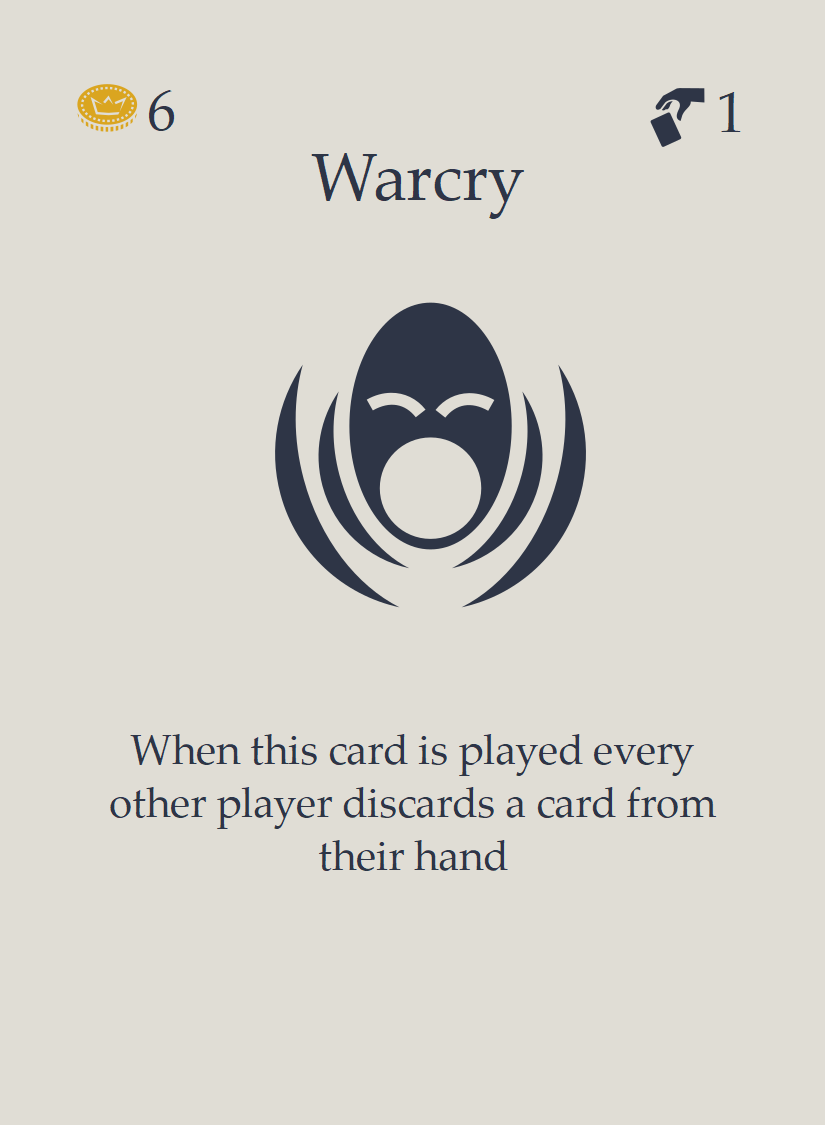 6
1
Warcry
When this card is played every
other player discards a card from
their hand